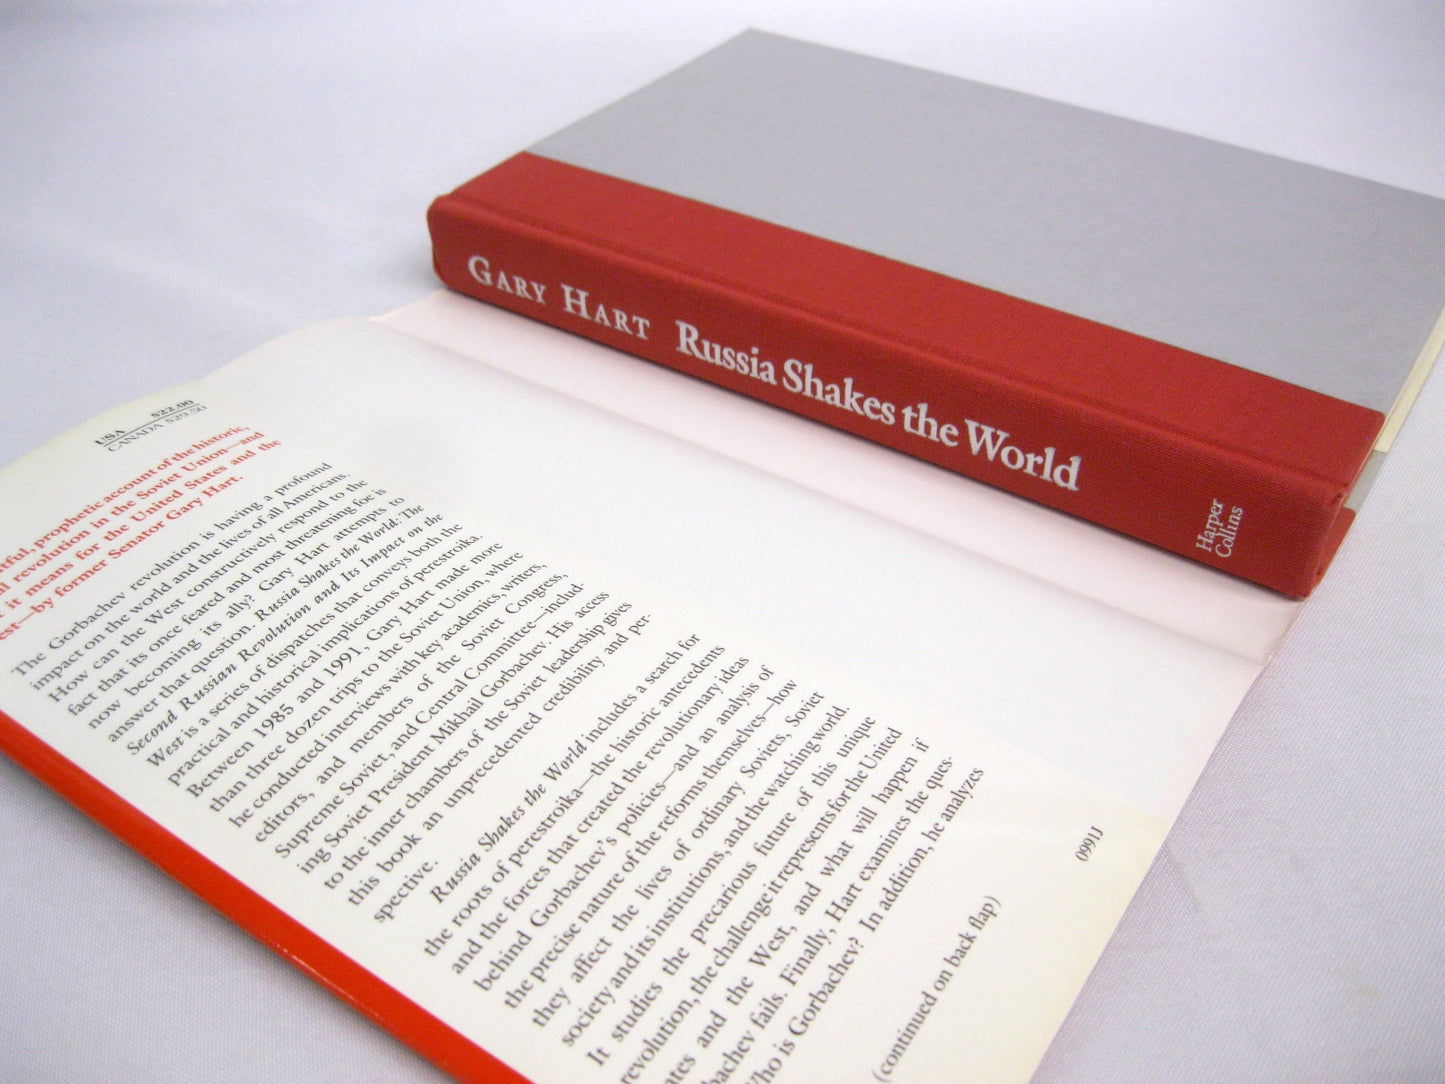 GARY HART Russia Shakes the World
Harper
Collins
USA $22.00
CANADA $29.50
prophetic account of the historic,
revolution in the Soviet Union—and
it means for the United States and the
by former Senator Gary Hart.
The Gorbachev revolution is having a profound
impact on the world and the lives of all Americans.
How can the West constructively respond to the
fact that its once feared and most threatening foe is
now becoming its ally? Gary Hart attempts to
answer that question. Russia Shakes the World: The
Second Russian Revolution and Its Impact on the
West is a series of dispatches that conveys both the
practical and historical implications of perestroika.
Between 1985 and 1991, Gary Hart made more
than three dozen trips to the Soviet Union, where
he conducted interviews with key academics, writers,
editors, and members of the Soviet Congress,
Supreme Soviet, and Central Committee—includ-
ing Soviet President Mikhail Gorbachev. His access
to the inner chambers of the Soviet leadership gives
this book an unprecedented credibility and per-
spective.
Russia Shakes the World includes a search for
the roots of perestroika—the historic antecedents
and the forces that created the revolutionary ideas
behind Gorbachev's policies—and an analysis of
the precise nature of the reforms themselves—how
they affect the lives of ordinary Soviets, Soviet
society and its institutions, and the watching world.
It studies the precarious future of this unique
revolution, the challenge it represents for the United
and the West, and what will happen if
fails. Finally, Hart examines the ques-
is Gorbachev? In addition, he analyzes
(continued on back flap)
0991J